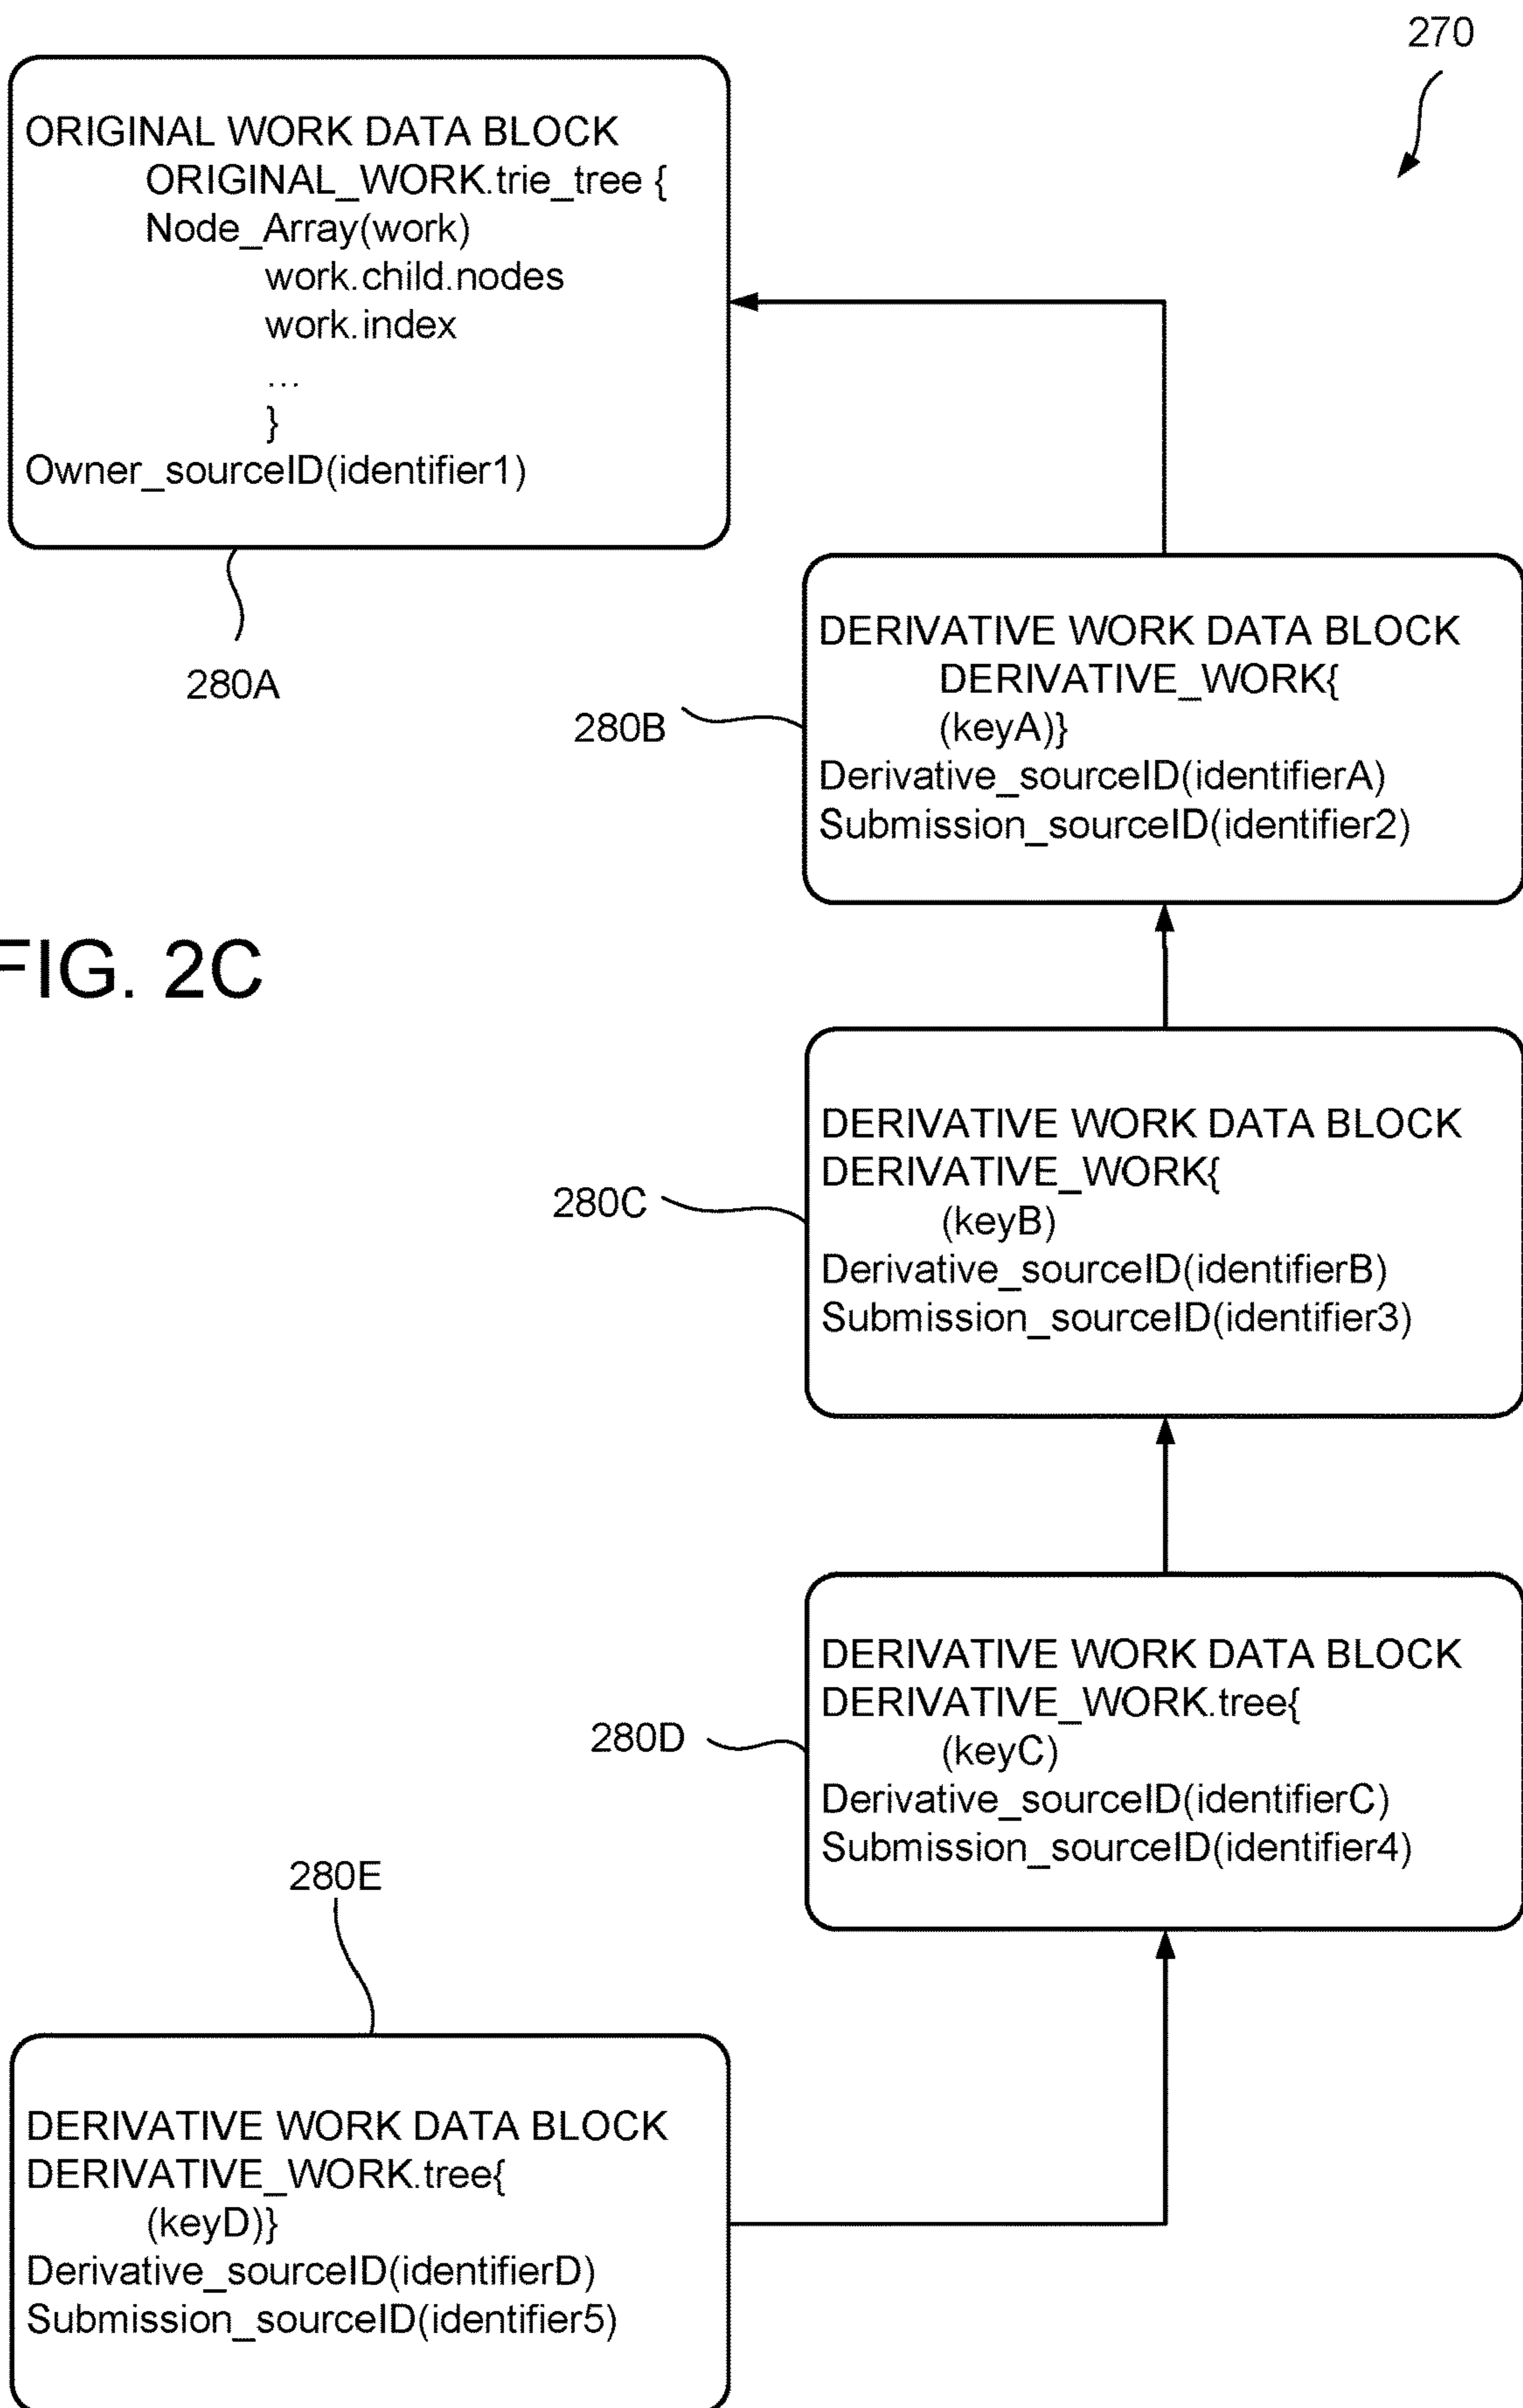 270
ORIGINAL WORK DATA BLOCK
ORIGINAL_WORK.trie_tree {
Node_Array(work)
work.child.nodes
work.index
...
}
Owner_sourceID(identifier1)
280A
DERIVATIVE WORK DATA BLOCK
DERIVATIVE_WORK{
(keyA)}
Derivative_sourceID(identifierA)
Submission_sourceID(identifier2)
280B
FIG. 2C
DERIVATIVE WORK DATA BLOCK
DERIVATIVE_WORK{
(keyB)
Derivative_sourceID(identifierB)
Submission_sourceID(identifier3)
280C
DERIVATIVE WORK DATA BLOCK
DERIVATIVE_WORK.tree{
(keyC)
Derivative_sourceID(identifierC)
Submission_sourceID(identifier4)
280D
280E
DERIVATIVE WORK DATA BLOCK
DERIVATIVE_WORK.tree{
(keyD)}
Derivative_sourceID(identifierD)
Submission_sourceID(identifier5)